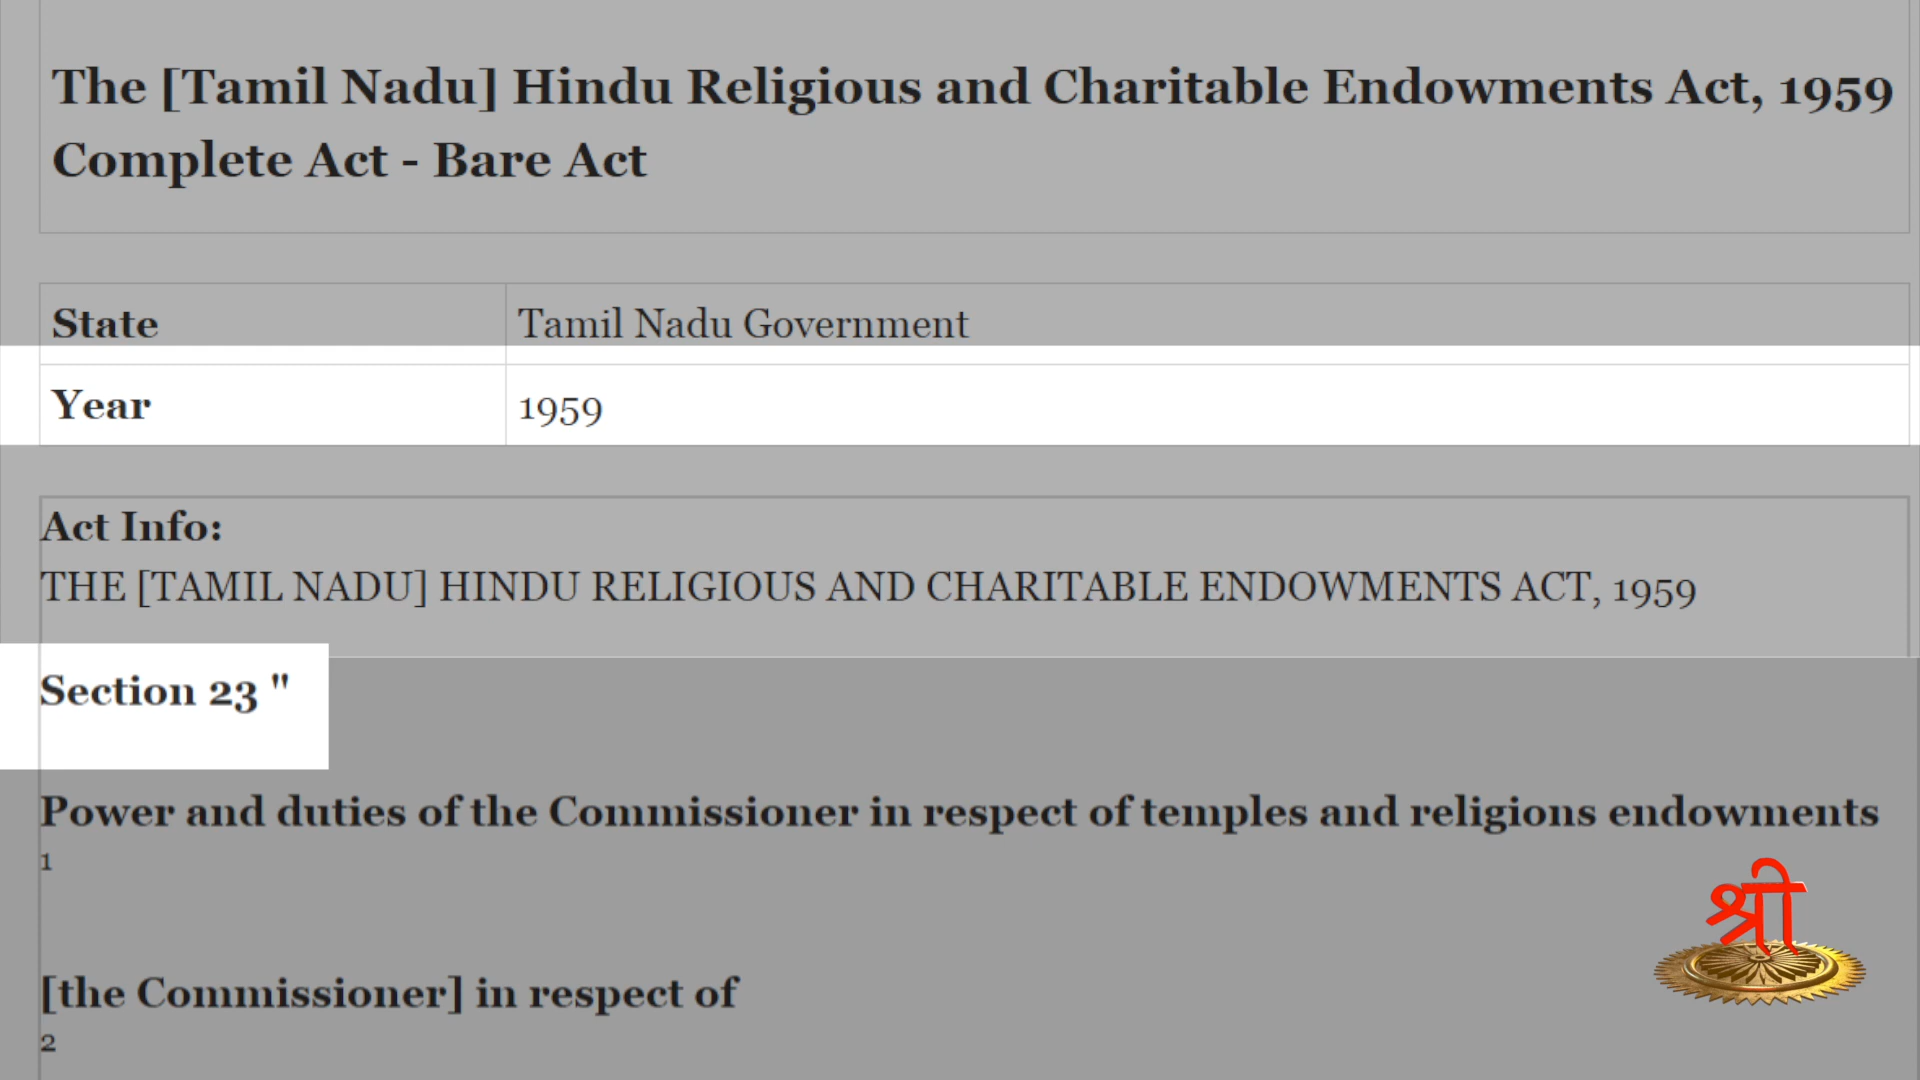 The [Tamil Nadu] Hindu Religious and Charitable Endowments Act, 1959
Complete Act - Bare Act
State Tamil Nadu Government
Year 1959
Act Info:
THE [TAMIL NADU] HINDU RELIGIOUS AND CHARITABLE ENDOWMENTS ACT, 1959
Section 23 "
Power and duties of the Commissioner in respect of temples and religions endowments
1
[the Commissioner] in respect of
2
श्री